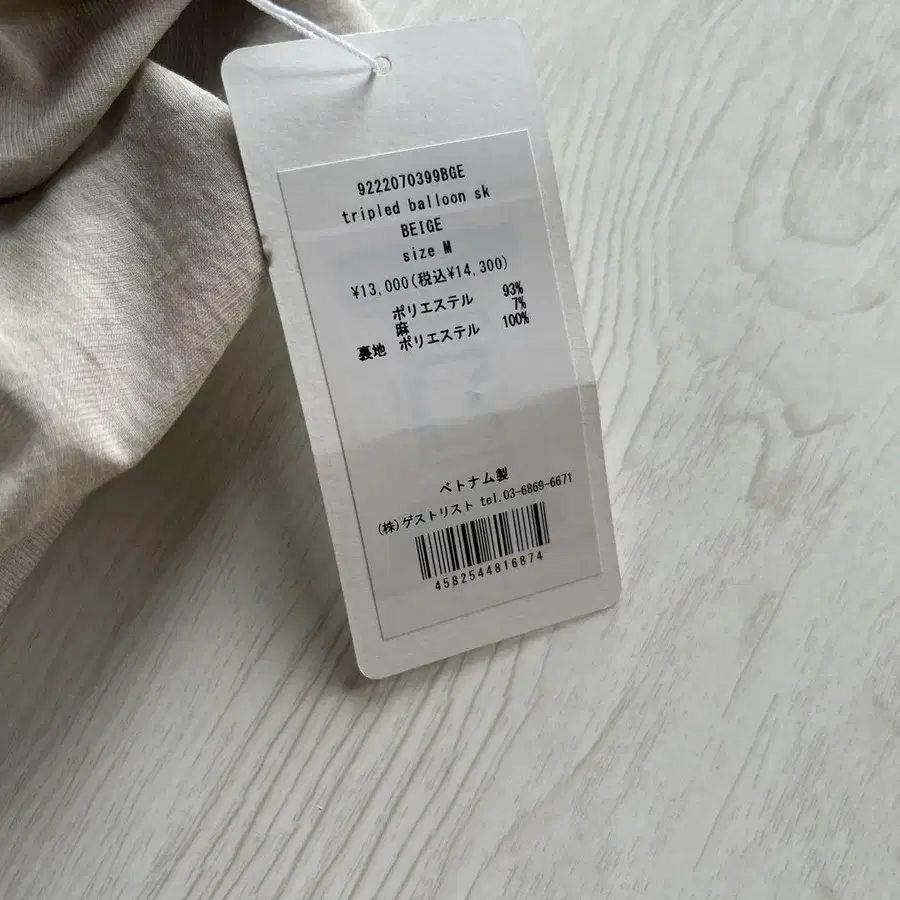 9222070399BGE
tripled balloon sk
BEIGE
size M
¥13,000(税込¥14,300)
ポリエステル 93%
麻 7%
裏地 ポリエステル 100%
ベトナム製
(株)ゲストリスト tel.03-6869-6671
4582544816874